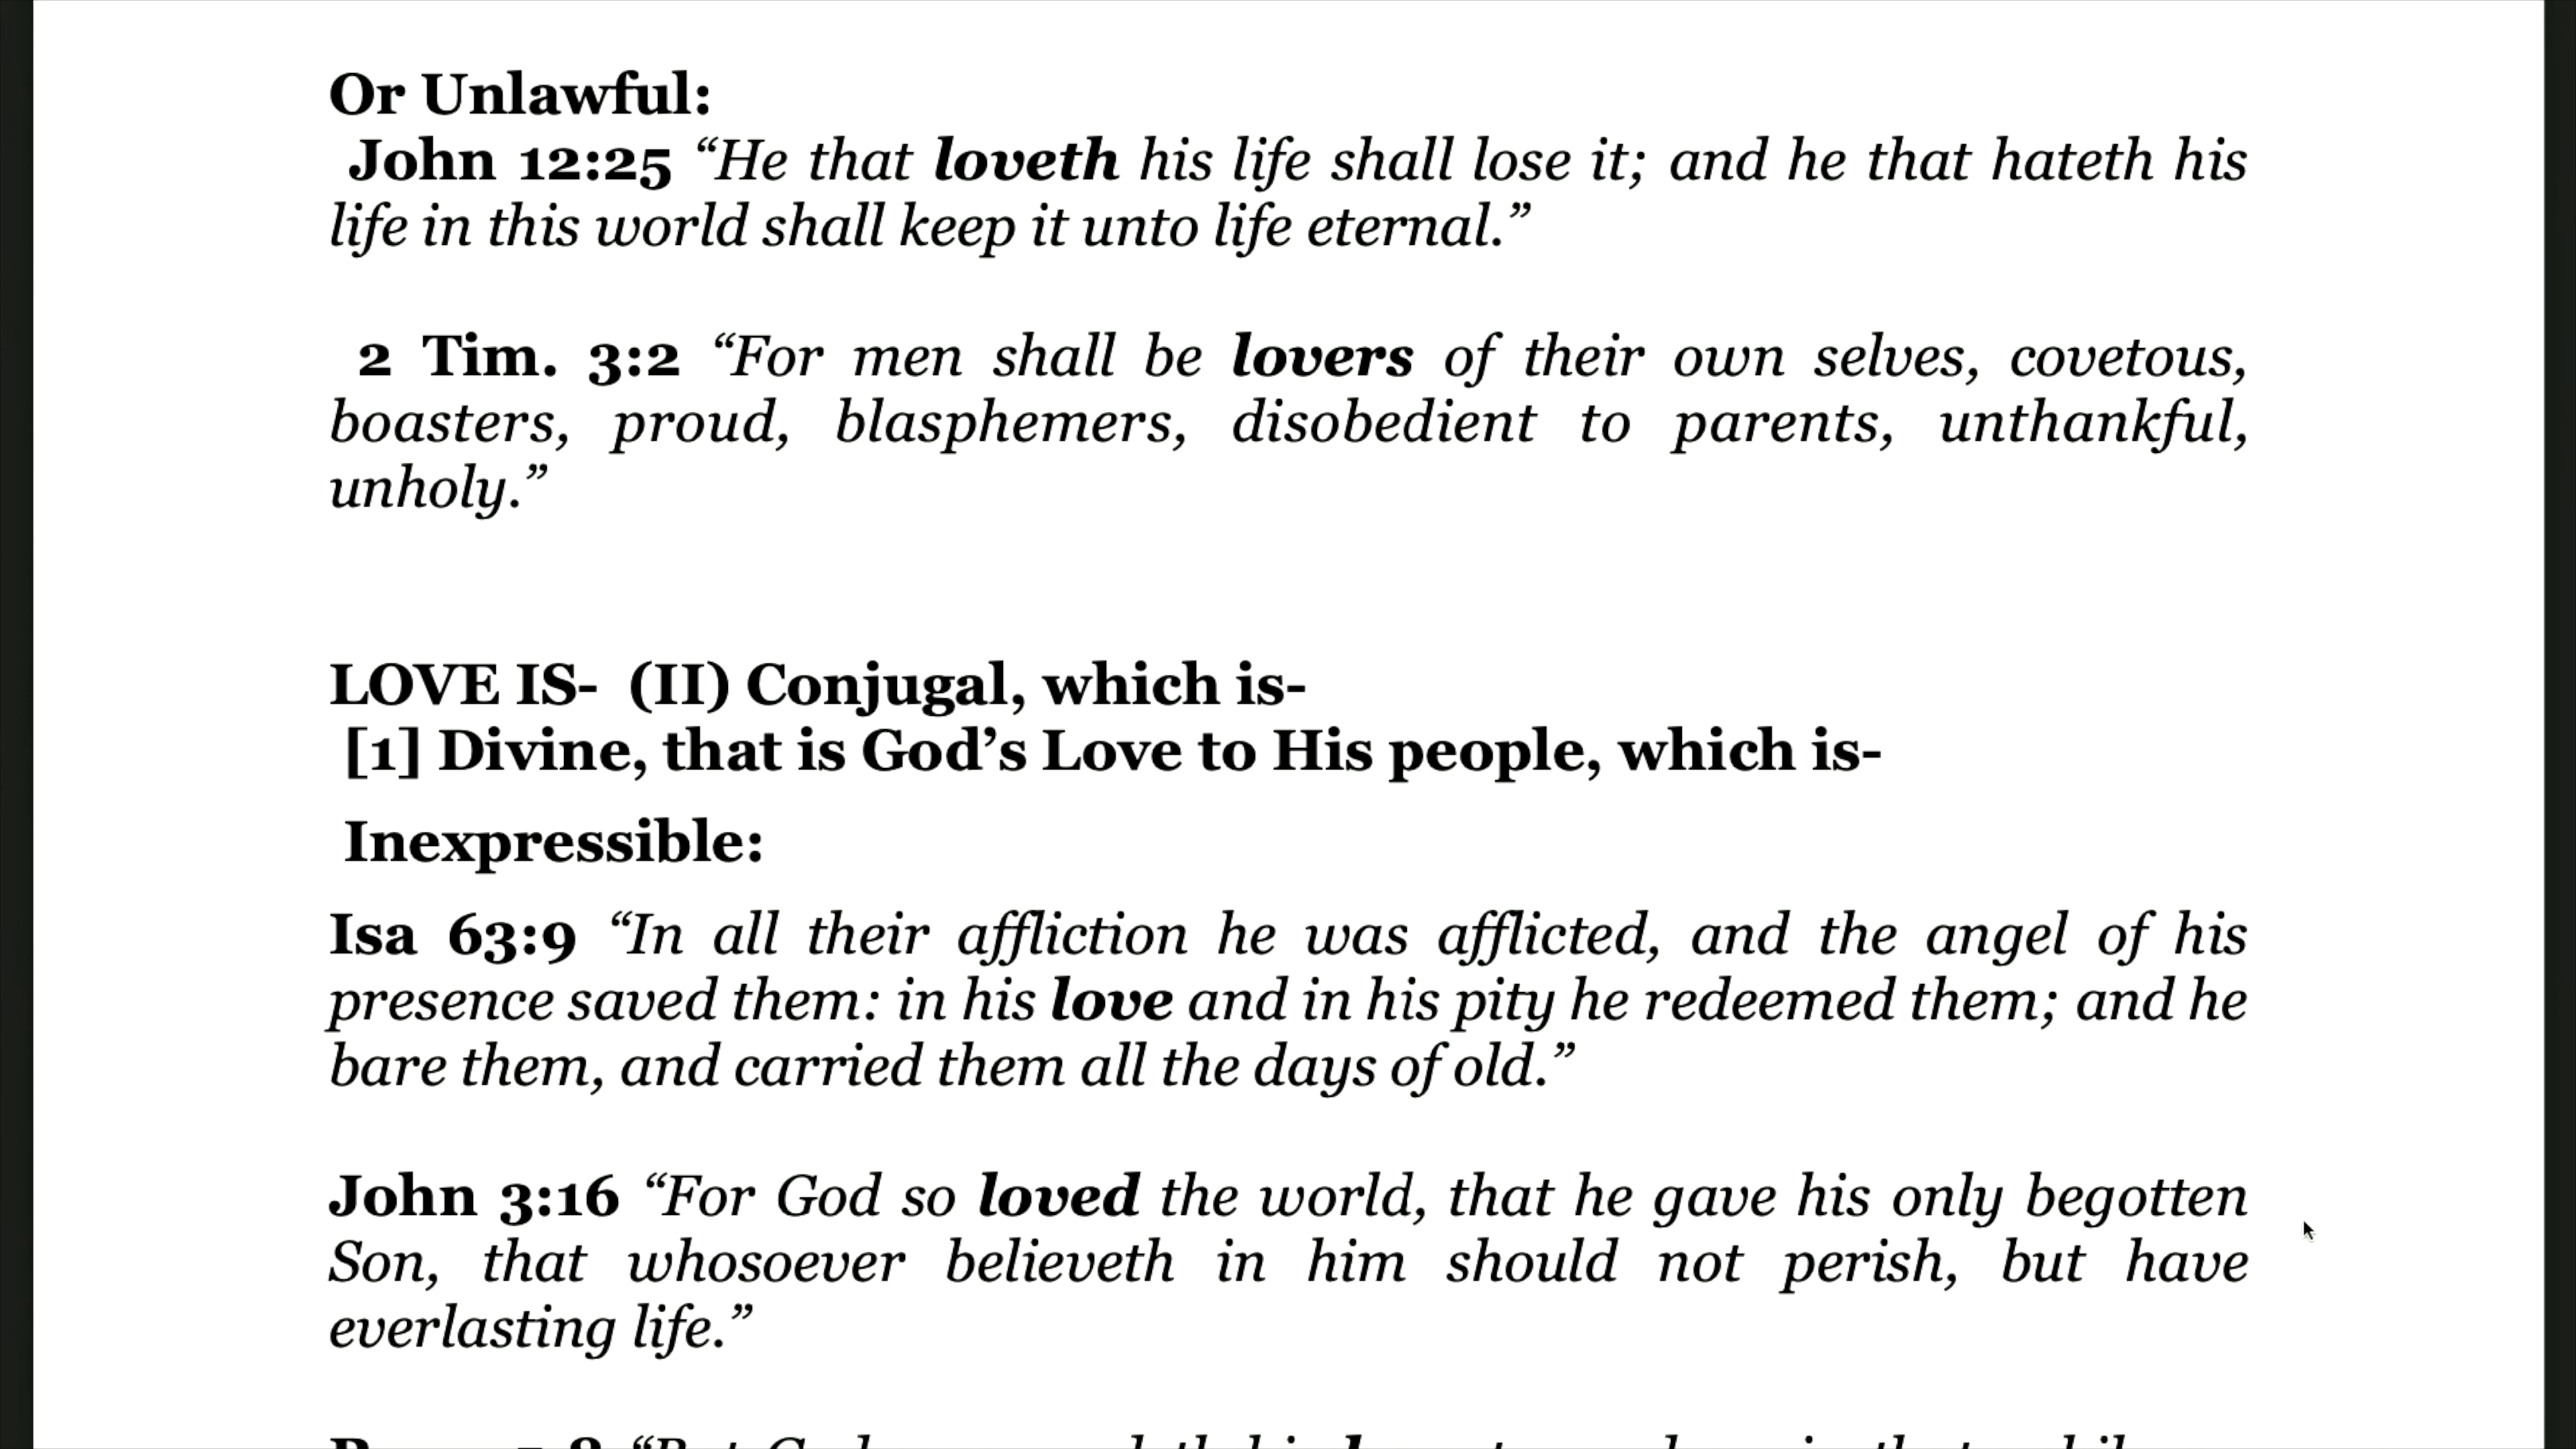 Or Unlawful:
John 12:25 “He that loveth his life shall lose it; and he that hateth his
life in this world shall keep it unto life eternal.”
2 Tim. 3:2 “For men shall be lovers of their own selves, covetous,
boasters, proud, blasphemers, disobedient to parents, unthankful,
unholy.”
LOVE IS- (II) Conjugal, which is-
[1] Divine, that is God’s Love to His people, which is-
Inexpressible:
Isa 63:9 “In all their affliction he was afflicted, and the angel of his
presence saved them: in his love and in his pity he redeemed them; and he
bare them, and carried them all the days of old.”
John 3:16 “For God so loved the world, that he gave his only begotten
Son, that whosoever believeth in him should not perish, but have
everlasting life.”